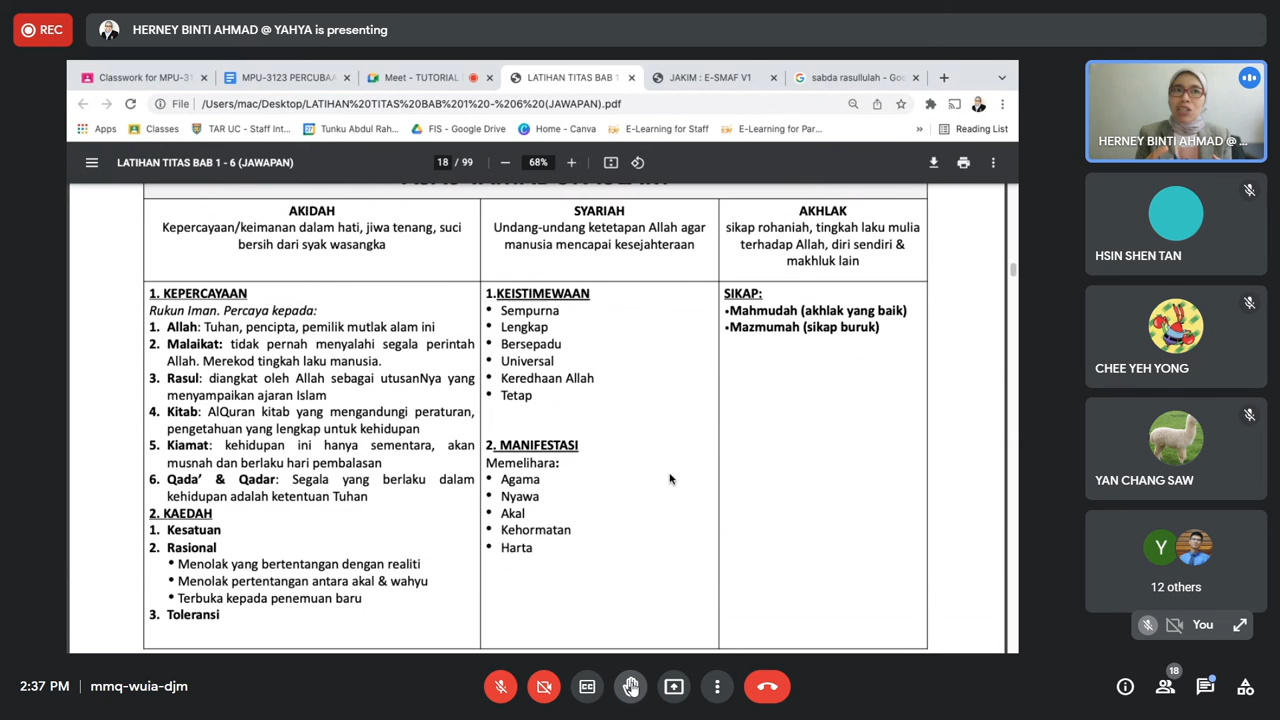 REC
HERNEY BINTI AHMAD @ YAHYA is presenting
Classwork for MPU-31
MPU-3123 PERCUBAA
Meet - TUTORIAL
LATIHAN TITAS BAB 1
JAKIM : E-SMAF V1
sabda rasullulah - Goo
File
/Users/mac/Desktop/LATIHAN%20TITAS%20BAB%201%20-%206%20(JAWAPAN).pdf
Apps
Classes
TAR UC - Staff Int...
Tunku Abdul Rah...
FIS - Google Drive
Home - Canva
E-Learning for Staff
E-Learning for Par...
»
Reading List
LATIHAN TITAS BAB 1 - 6 (JAWAPAN)
18 / 99
68%
AKIDAH
Kepercayaan/keimanan dalam hati, jiwa tenang, suci
bersih dari syak wasangka
SYARIAH
Undang-undang ketetapan Allah agar
manusia mencapai kesejahteraan
AKHLAK
sikap rohaniah, tingkah laku mulia
terhadap Allah, diri sendiri &
makhluk lain
1. KEPERCAYAAN
Rukun Iman. Percaya kepada:
1. Allah: Tuhan, pencipta, pemilik mutlak alam ini
2. Malaikat: tidak pernah menyalahi segala perintah
Allah. Merekod tingkah laku manusia.
3. Rasul: diangkat oleh Allah sebagai utusanNya yang
menyampaikan ajaran Islam
4. Kitab: AlQuran kitab yang mengandungi peraturan,
pengetahuan yang lengkap untuk kehidupan
5. Kiamat: kehidupan ini hanya sementara, akan
musnah dan berlaku hari pembalasan
6. Qada' & Qadar: Segala yang berlaku dalam
kehidupan adalah ketentuan Tuhan
2. KAEDAH
1. Kesatuan
2. Rasional
• Menolak yang bertentangan dengan realiti
• Menolak pertentangan antara akal & wahyu
• Terbuka kepada penemuan baru
3. Toleransi
1.KEISTIMEWAAN
• Sempurna
• Lengkap
• Bersepadu
• Universal
• Keredhaan Allah
• Tetap
2. MANIFESTASI
Memelihara:
• Agama
• Nyawa
• Akal
• Kehormatan
• Harta
SIKAP:
•Mahmudah (akhlak yang baik)
•Mazmumah (sikap buruk)
HERNEY BINTI AHMAD @ ...
HSIN SHEN TAN
CHEE YEH YONG
YAN CHANG SAW
Y
12 others
You
2:37 PM
mmq-wuia-djm
18